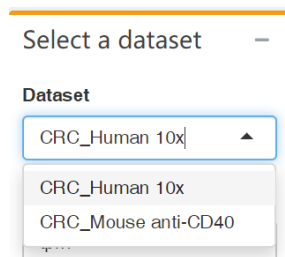 Select a dataset –
Dataset
CRC_Human 10x
CRC_Human 10x
CRC_Mouse anti-CD40